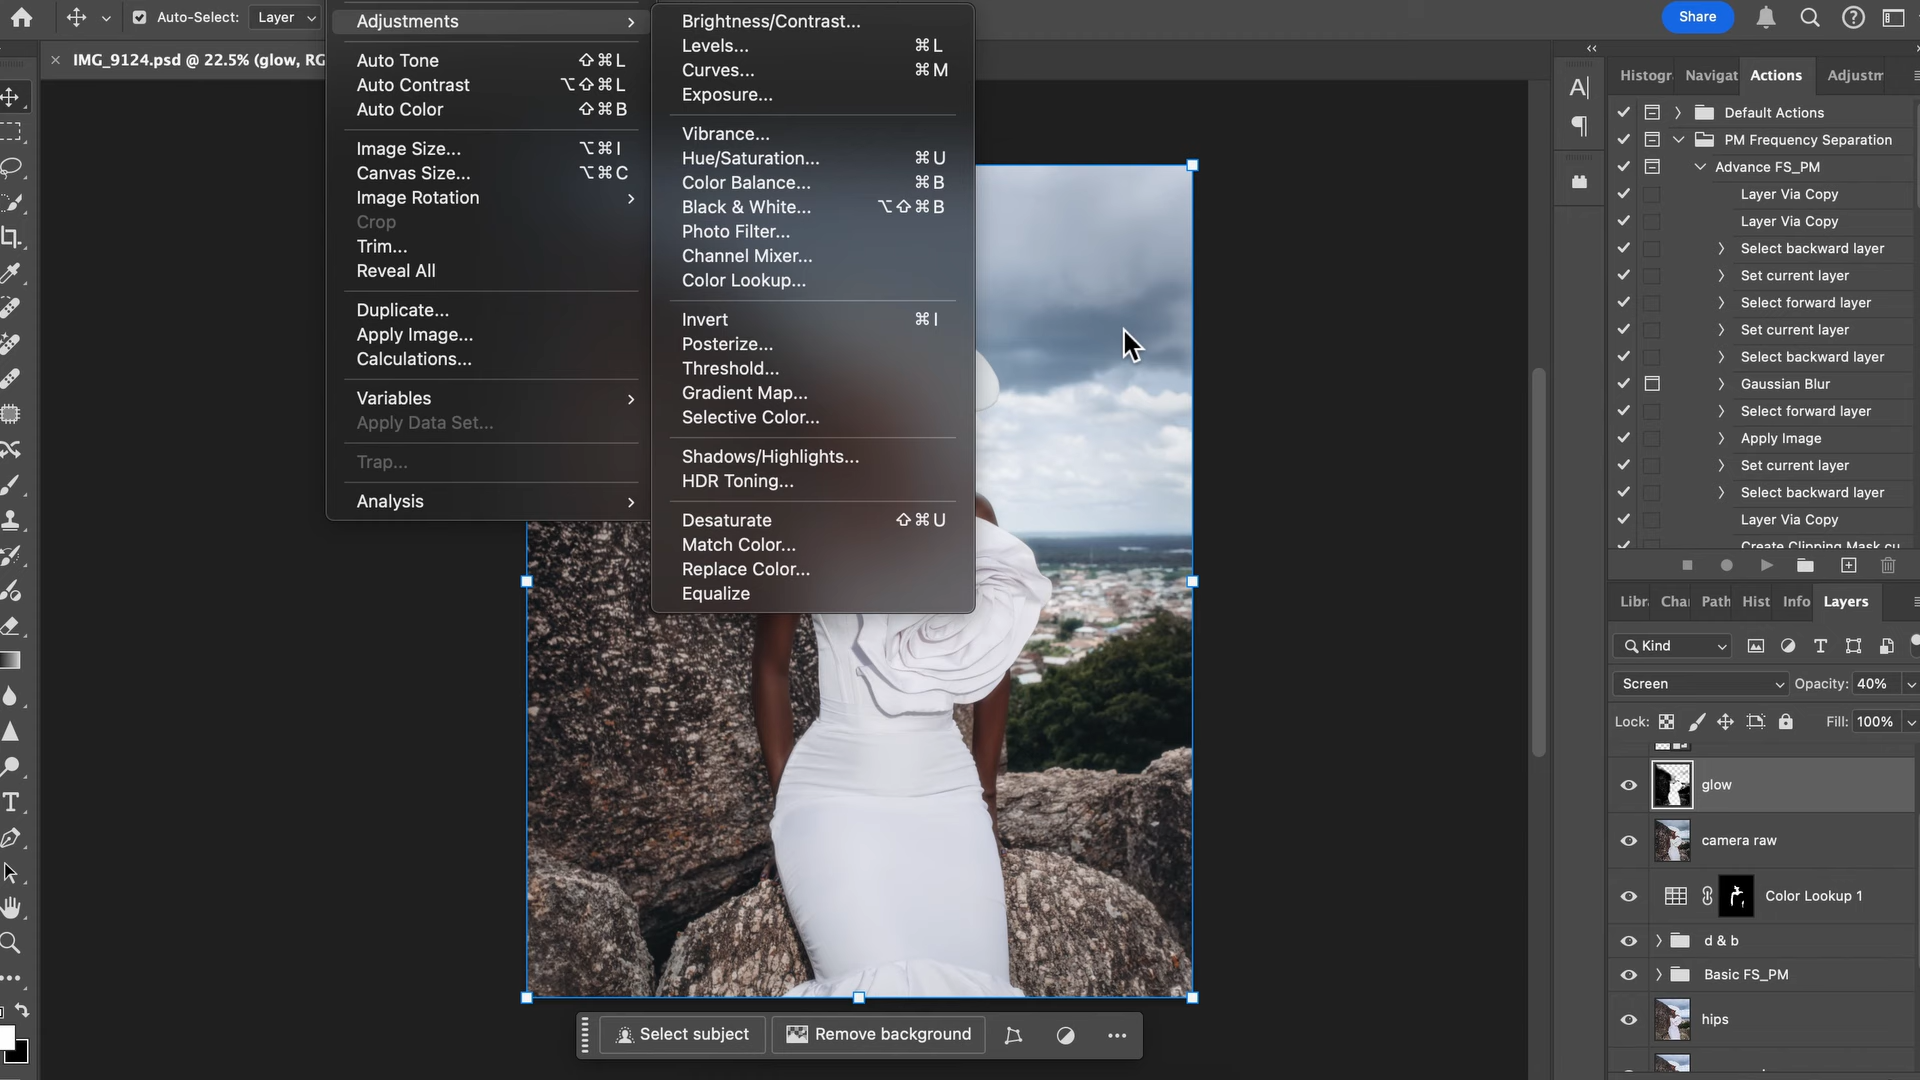 Auto-Select: Layer
Share
IMG_9124.psd @ 22.5% (glow, RG
Adjustments
Auto Tone ⇧⌘L
Auto Contrast ⌥⇧⌘L
Auto Color ⇧⌘B
Image Size... ⌥⌘I
Canvas Size... ⌥⌘C
Image Rotation
Crop
Trim...
Reveal All
Duplicate...
Apply Image...
Calculations...
Variables
Apply Data Set...
Trap...
Analysis
Brightness/Contrast...
Levels... ⌘L
Curves... ⌘M
Exposure...
Vibrance...
Hue/Saturation... ⌘U
Color Balance... ⌘B
Black & White... ⌥⇧⌘B
Photo Filter...
Channel Mixer...
Color Lookup...
Invert ⌘I
Posterize...
Threshold...
Gradient Map...
Selective Color...
Shadows/Highlights...
HDR Toning...
Desaturate ⇧⌘U
Match Color...
Replace Color...
Equalize
Select subject
Remove background
Histogr Navigat Actions Adjustm
Default Actions
PM Frequency Separation
Advance FS_PM
Layer Via Copy
Layer Via Copy
Select backward layer
Set current layer
Select forward layer
Set current layer
Select backward layer
Gaussian Blur
Select forward layer
Apply Image
Set current layer
Select backward layer
Layer Via Copy
Create Clipping Mask cu
Libra Cha Path Hist Info Layers
Kind
Screen Opacity: 40%
Lock: Fill: 100%
glow
camera raw
Color Lookup 1
d & b
Basic FS_PM
hips